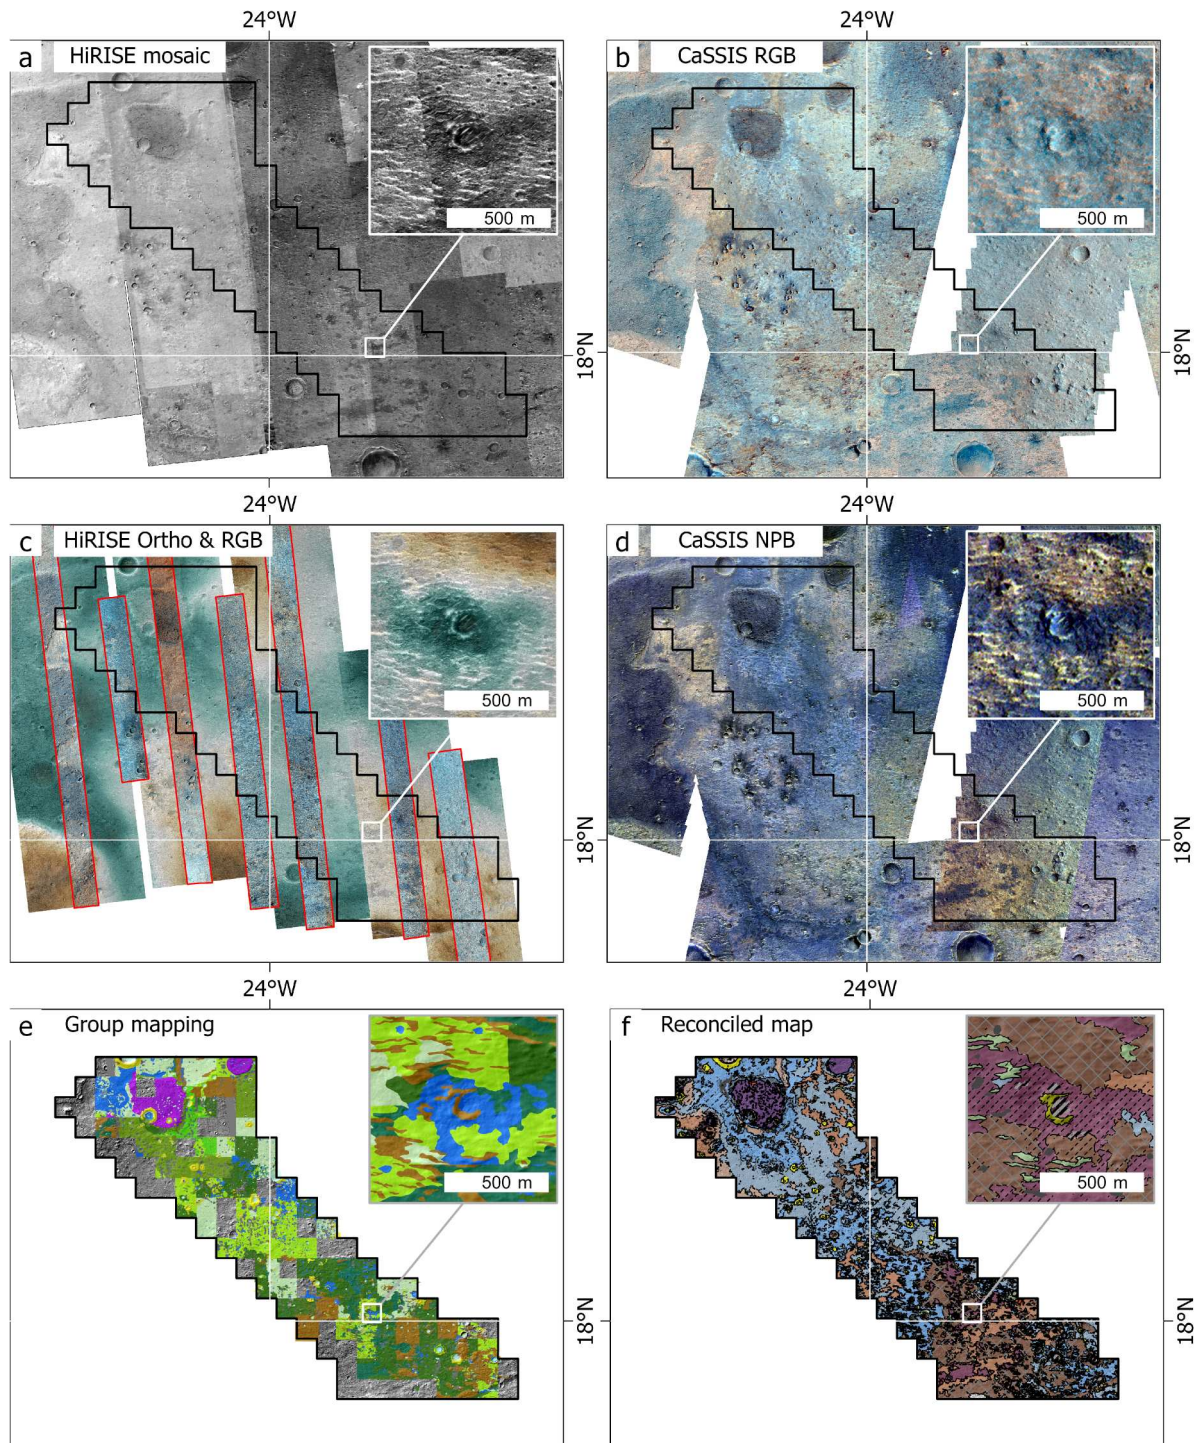 24°W
24°W
a HiRISE mosaic
500 m
b CaSSIS RGB
500 m
18°N
18°N
24°W
24°W
c HiRISE Ortho & RGB
500 m
d CaSSIS NPB
500 m
18°N
18°N
24°W
24°W
e Group mapping
500 m
f Reconciled map
500 m
18°N
18°N